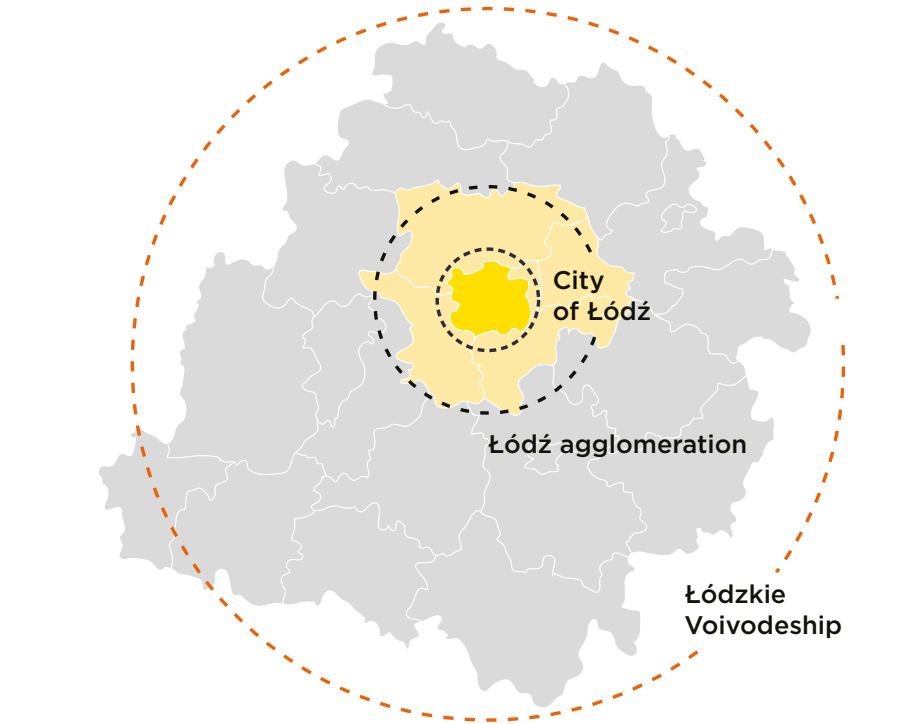 City
of Łódź
Łódź agglomeration
Łódzkie
Voivodeship